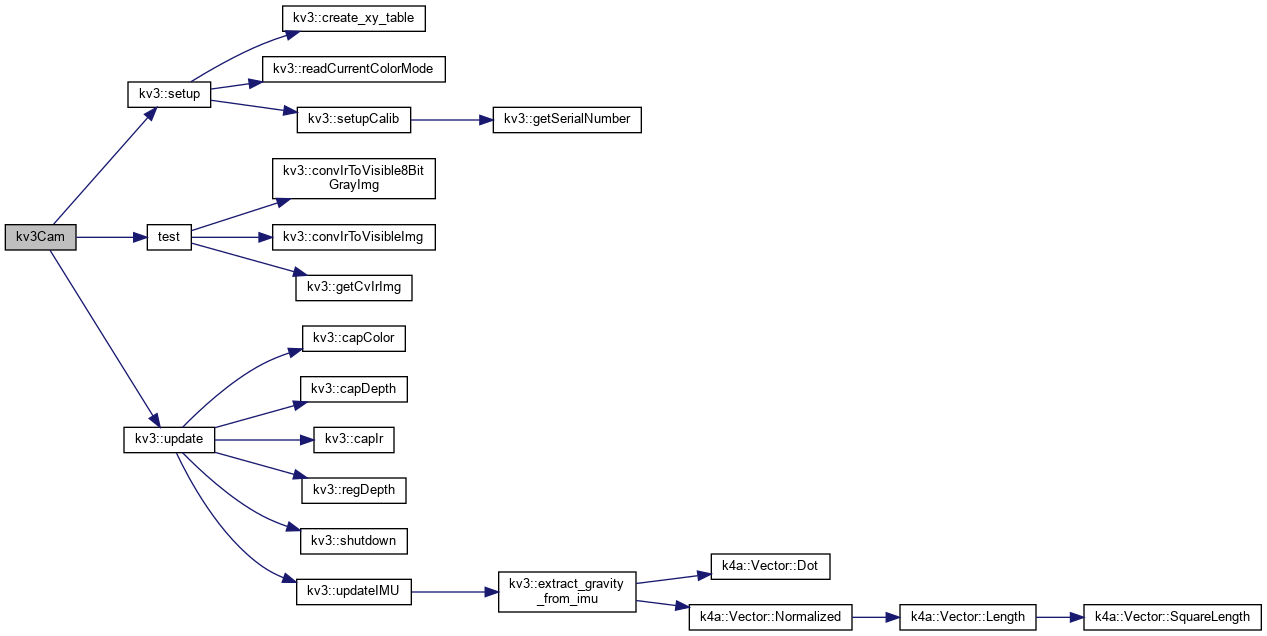 kv3::create_xy_table
kv3::readCurrentColorMode
kv3::setup
kv3::setupCalib
kv3::getSerialNumber
kv3::convIrToVisible8Bit
GrayImg
kv3Cam
test
kv3::convIrToVisibleImg
kv3::getCvIrImg
kv3::capColor
kv3::capDepth
kv3::update
kv3::capIr
kv3::regDepth
kv3::shutdown
kv3::updateIMU
kv3::extract_gravity
_from_imu
k4a::Vector::Dot
k4a::Vector::Normalized
k4a::Vector::Length
k4a::Vector::SquareLength